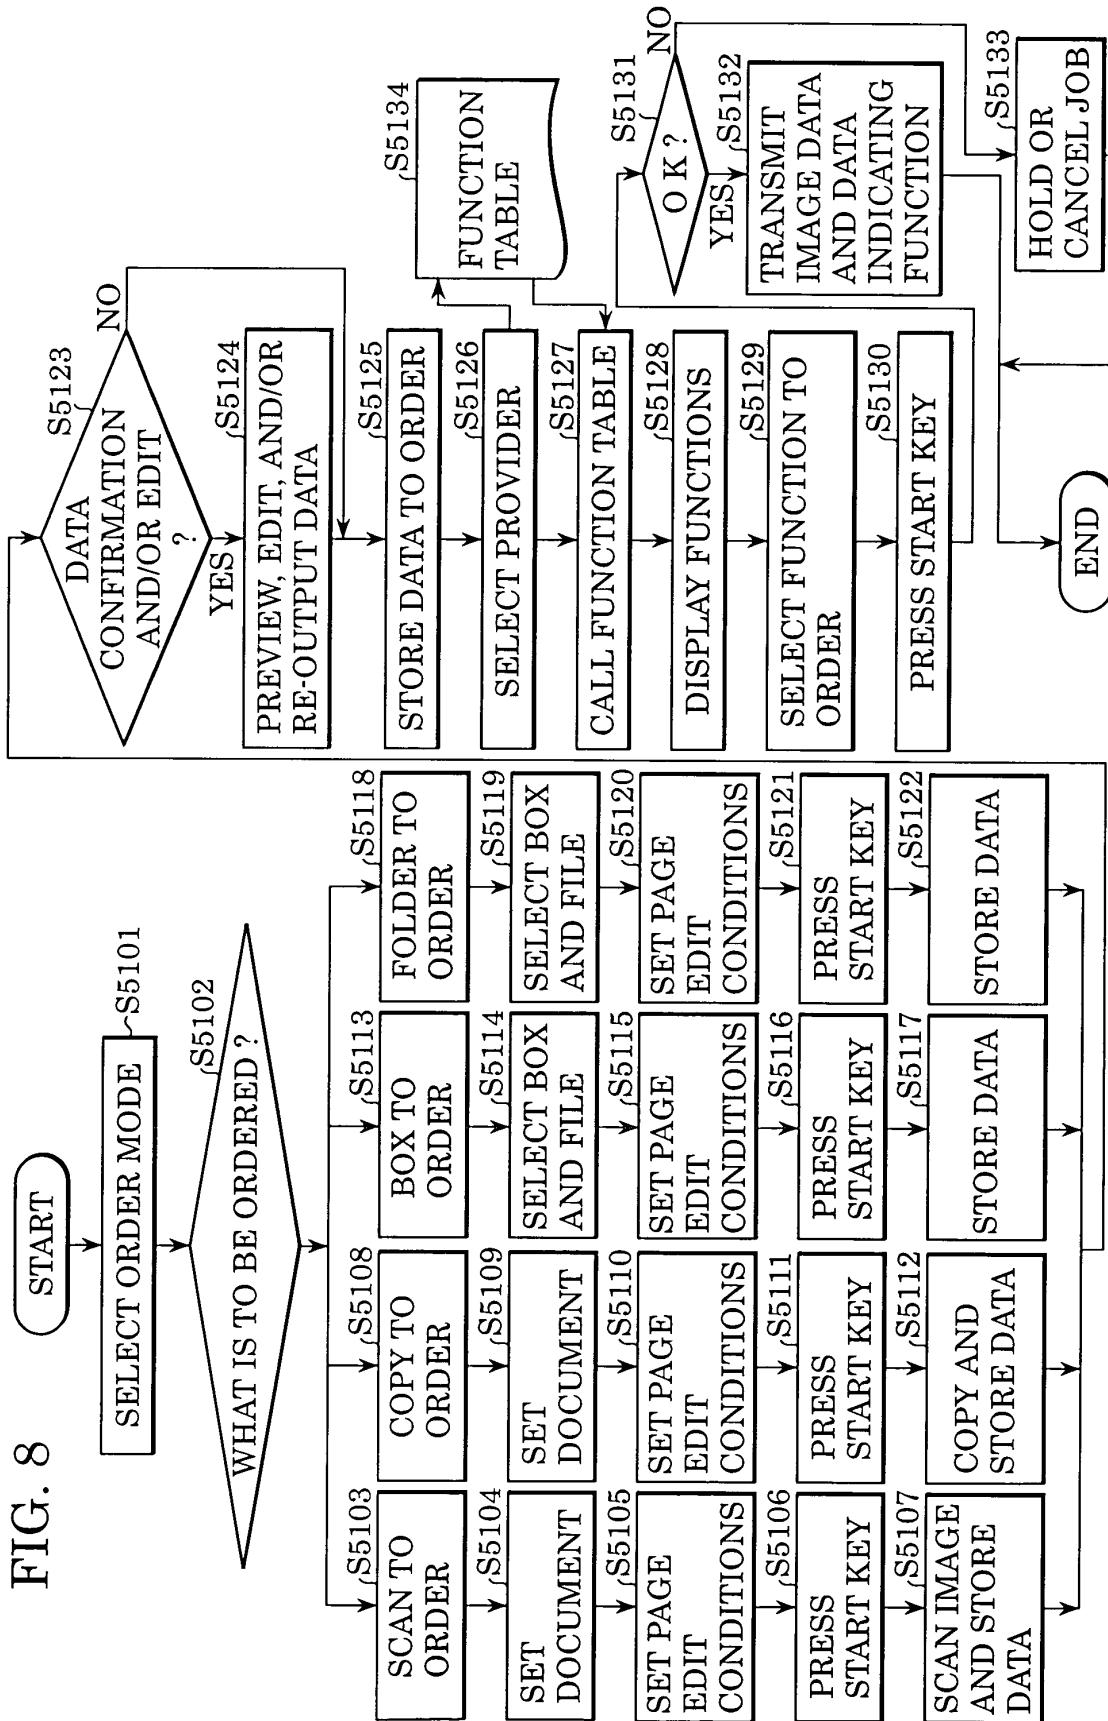 FIG. 8
START
SELECT ORDER MODE
S5101
WHAT IS TO BE ORDERED?
S5102
SCAN TO
ORDER
S5103
SET
DOCUMENT
S5104
SET PAGE
EDIT
CONDITIONS
S5105
PRESS
START KEY
S5106
SCAN IMAGE
AND STORE
DATA
S5107
COPY TO
ORDER
S5108
SET
DOCUMENT
S5109
SET PAGE
EDIT
CONDITIONS
S5110
PRESS
START KEY
S5111
COPY AND
STORE DATA
S5112
BOX TO
ORDER
S5113
SELECT BOX
AND FILE
S5114
SET PAGE
EDIT
CONDITIONS
S5115
PRESS
START KEY
S5116
STORE DATA
S5117
FOLDER TO
ORDER
S5118
SELECT BOX
AND FILE
S5119
SET PAGE
EDIT
CONDITIONS
S5120
PRESS
START KEY
S5121
STORE DATA
S5122
DATA
CONFIRMATION
AND/OR EDIT
?
S5123
NO
YES
PREVIEW, EDIT, AND/OR
RE-OUTPUT DATA
S5124
STORE DATA TO ORDER
S5125
SELECT PROVIDER
S5126
CALL FUNCTION TABLE
S5127
DISPLAY FUNCTIONS
S5128
SELECT FUNCTION TO
ORDER
S5129
PRESS START KEY
S5130
FUNCTION
TABLE
S5134
OK?
S5131
NO
YES
TRANSMIT
IMAGE DATA
AND DATA
INDICATING
FUNCTION
S5132
HOLD OR
CANCEL JOB
S5133
END